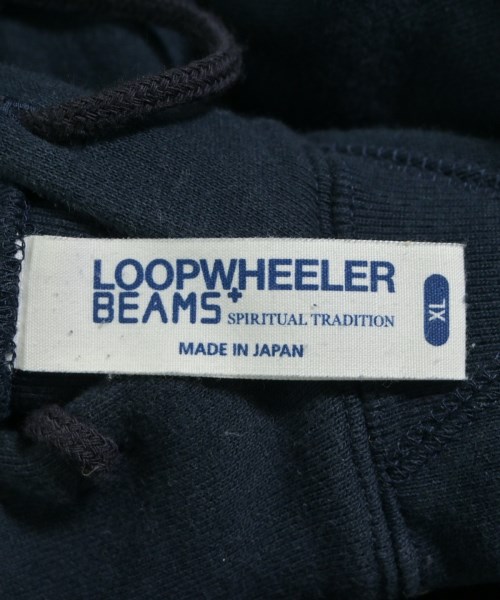 LOOPWHEELER
BEAMS+ SPIRITUAL TRADITION
MADE IN JAPAN
XL